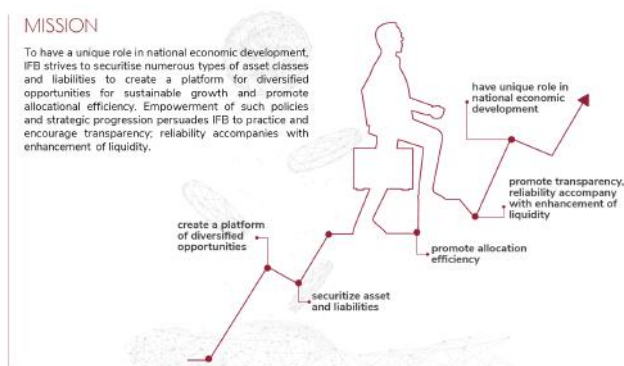 MISSION
To have a unique role in national economic development,
IFB strives to securitise numerous types of asset classes
and liabilities to create a platform for diversified
opportunities for sustainable growth and promote
allocational efficiency. Empowerment of such policies
and strategic progression persuades IFB to practice and
encourage transparency; reliability accompanies with
enhancement of liquidity.
have unique role in
national economic
development
promote transparency,
reliability accompany
with enhancement of
liquidity
create a platform
of diversified
opportunities
promote allocation
efficiency
securitize asset
and liabilities